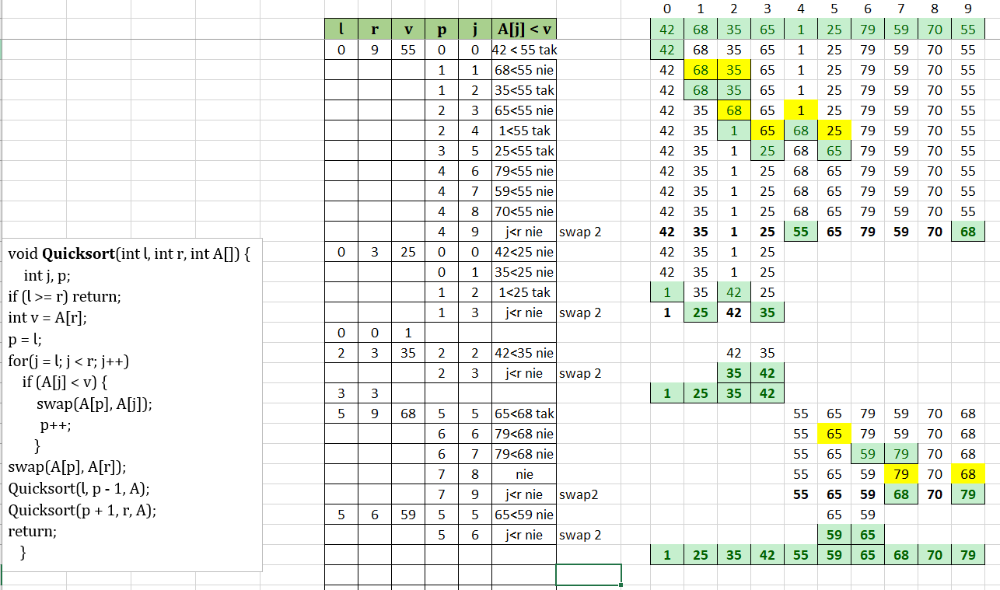 0 1 2 3 4 5 6 7 8 9
l r v p j A[j] < v 42 68 35 65 1 25 79 59 70 55
0 9 55 0 0 42 < 55 tak 42 68 35 65 1 25 79 59 70 55
1 1 68<55 nie 42 68 35 65 1 25 79 59 70 55
1 2 35<55 tak 42 68 35 65 1 25 79 59 70 55
2 3 65<55 nie 42 35 68 65 1 25 79 59 70 55
2 4 1<55 tak 42 35 1 65 68 25 79 59 70 55
3 5 25<55 tak 42 35 1 25 68 65 79 59 70 55
4 6 79<55 nie 42 35 1 25 68 65 79 59 70 55
4 7 59<55 nie 42 35 1 25 68 65 79 59 70 55
4 8 70<55 nie 42 35 1 25 68 65 79 59 70 55
4 9 j<r nie swap 2 42 35 1 25 55 65 79 59 70 68
0 3 25 0 0 42<25 nie 42 35 1 25
0 1 35<25 nie 42 35 1 25
1 2 1<25 tak 1 35 42 25
1 3 j<r nie swap 2 1 25 42 35
0 0 1
2 3 35 2 2 42<35 nie 42 35
2 3 j<r nie swap 2 35 42
3 3 1 25 35 42
5 9 68 5 5 65<68 tak 55 65 79 59 70 68
6 6 79<68 nie 55 65 79 59 70 68
6 7 79<68 nie 55 65 59 79 70 68
7 8 nie 55 65 59 79 70 68
7 9 j<r nie swap2 55 65 59 68 70 79
5 6 59 5 5 65<59 nie 65 59
5 6 j<r nie swap 2 59 65
1 25 35 42 55 59 65 68 70 79
void Quicksort(int l, int r, int A[]) {
int j, p;
if (l >= r) return;
int v = A[r];
p = l;
for(j = l; j < r; j++)
if (A[j] < v) {
swap(A[p], A[j]);
p++;
}
swap(A[p], A[r]);
Quicksort(l, p - 1, A);
Quicksort(p + 1, r, A);
return;
}